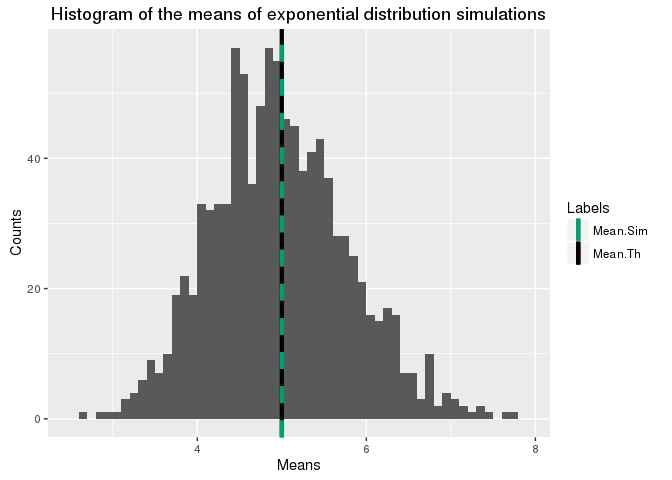 Histogram of the means of exponential distribution simulations
Counts
40
20
0
4
6
8
Means
Labels
Mean.Sim
Mean.Th